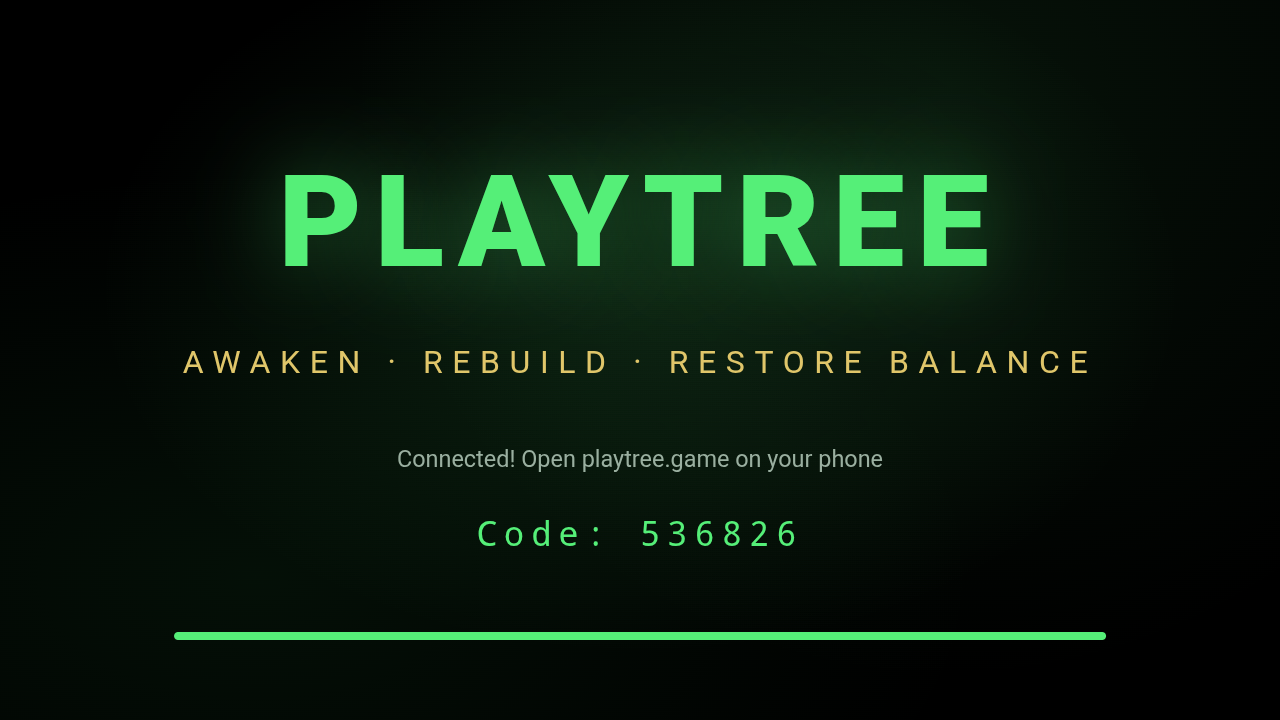 PLAYTREE
AWAKEN · REBUILD · RESTORE BALANCE
Connected! Open playtree.game on your phone
Code: 536826